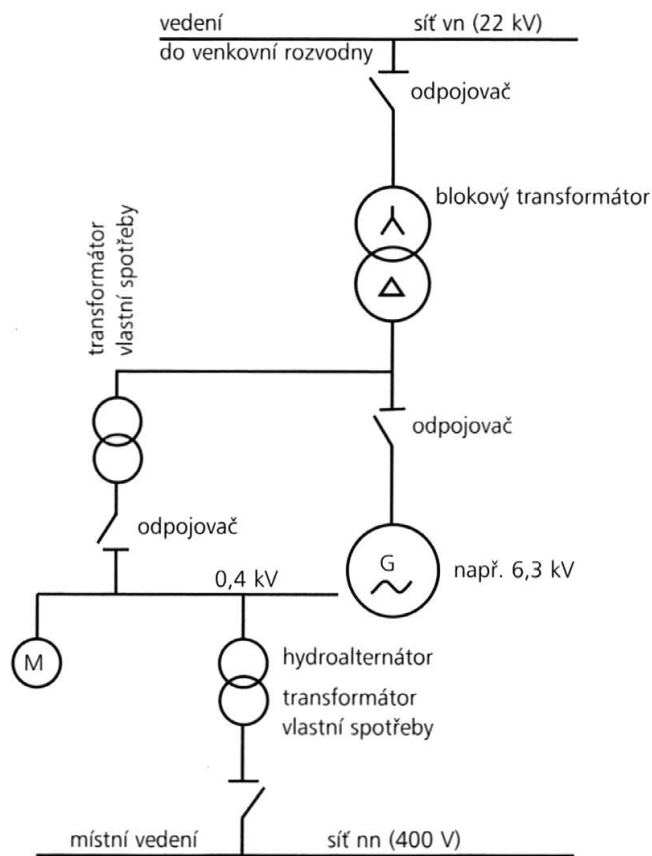 vedení síť vn (22 kV)
do venkovní rozvodny
odpojovač
blokový transformátor
transformátor
vlastní spotřeby
odpojovač
odpojovač
G
např. 6,3 kV
0,4 kV
M
hydroalternátor
transformátor
vlastní spotřeby
místní vedení síť nn (400 V)